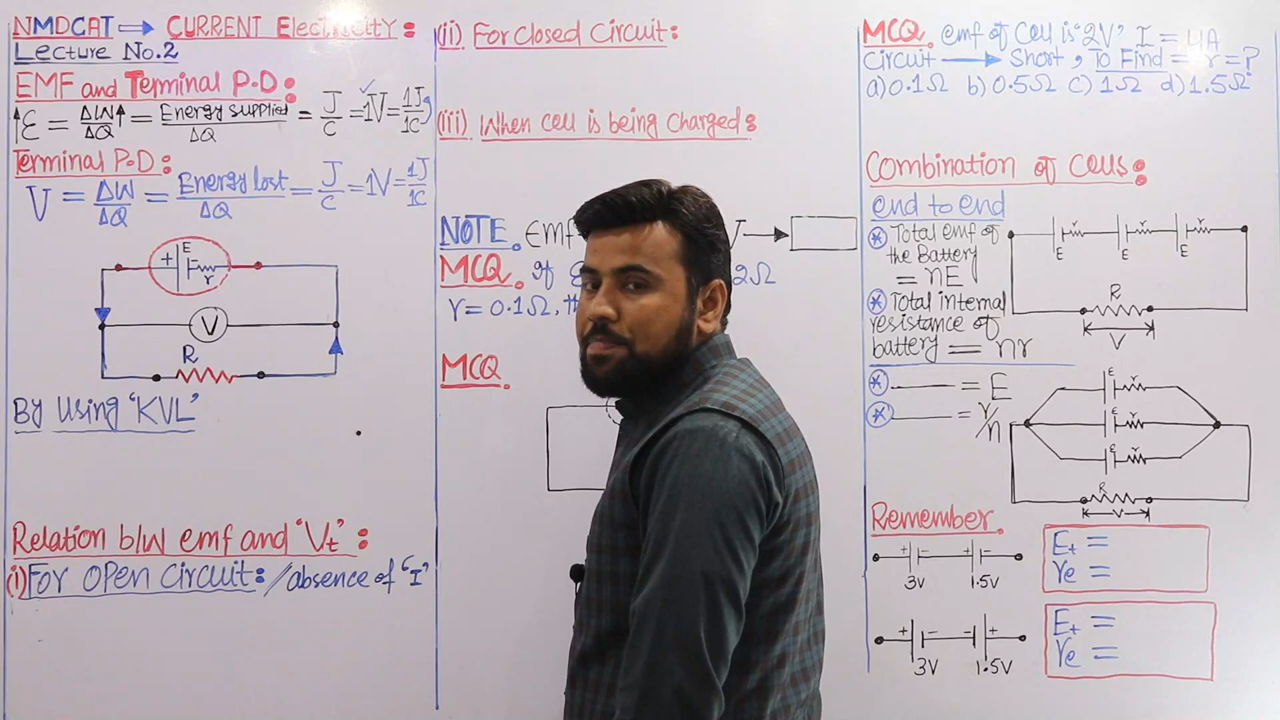 NMDCAT ⟹ CURRENT Electricity:
Lecture No.2
EMF and Terminal P.D:
↑Ɛ = ΔW↑/ΔQ = Energy supplied/ΔQ = J/C = 1V = 1J/1C
Terminal P.D:
V = ΔW/ΔQ = Energy lost/ΔQ = J/C = 1V = 1J/1C
E
+ -
r
V
R
By Using 'KVL'
Relation b/w emf and 'Vt':
(i) For Open Circuit: / absence of 'I'
(ii) For Closed Circuit:
(iii) When cell is being Charged:
NOTE. Emf
MCQ. If 2Ω
r = 0.1Ω,
MCQ.
MCQ. emf of Cell is "2V" I = 4A
Circuit → Short, To Find = r = ?
a) 0.1Ω b) 0.5Ω c) 1Ω d) 1.5Ω
Combination of Cells:
end to end
* Total emf of
the Battery
= nE
* Total internal
resistance of
battery = nr
r r r
E E E
R
V
* ______ = E
* ______ = r/n
E r
E r
E r
R
V
Remember.
+ - + -
3V 1.5V
Et =
re =
+ - - +
3V 1.5V
Et =
re =